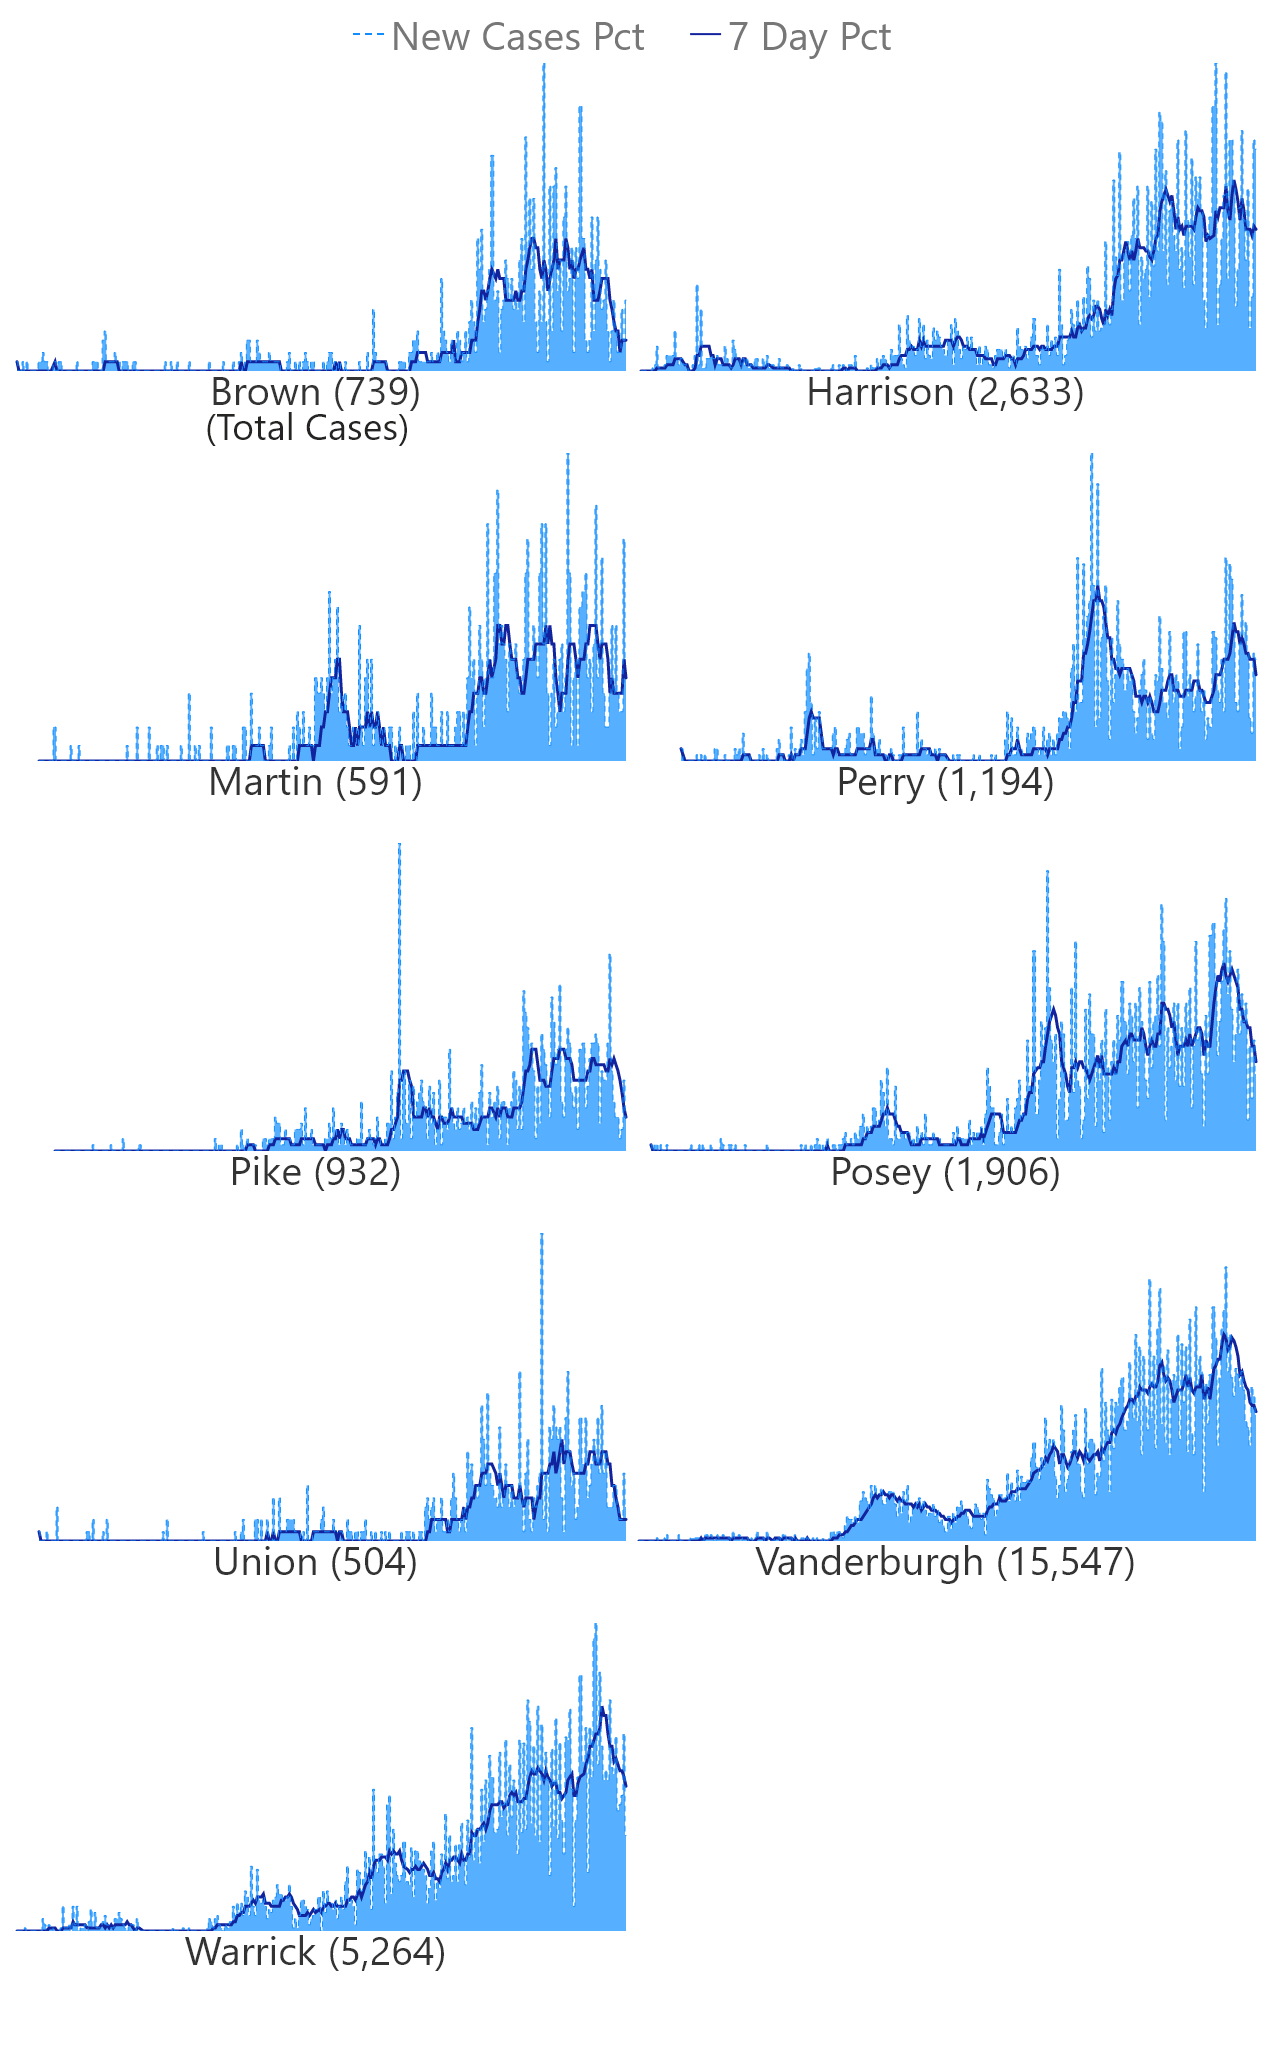 New Cases Pct 7 Day Pct
Brown (739)
(Total Cases)
Harrison (2,633)
Martin (591)
Perry (1,194)
Pike (932)
Posey (1,906)
Union (504)
Vanderburgh (15,547)
Warrick (5,264)